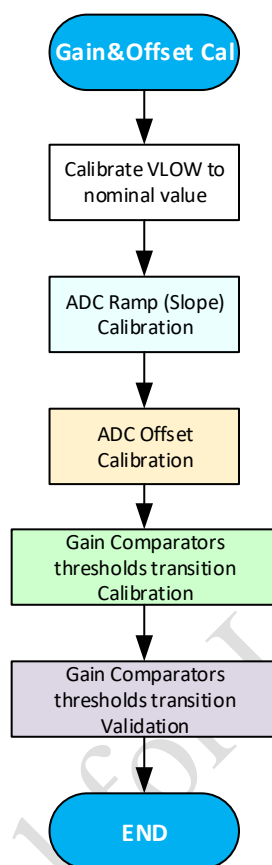 Gain&Offset Cal
Calibrate VLOW to
nominal value
ADC Ramp (Slope)
Calibration
ADC Offset
Calibration
Gain Comparators
thresholds transition
Calibration
Gain Comparators
thresholds transition
Validation
END